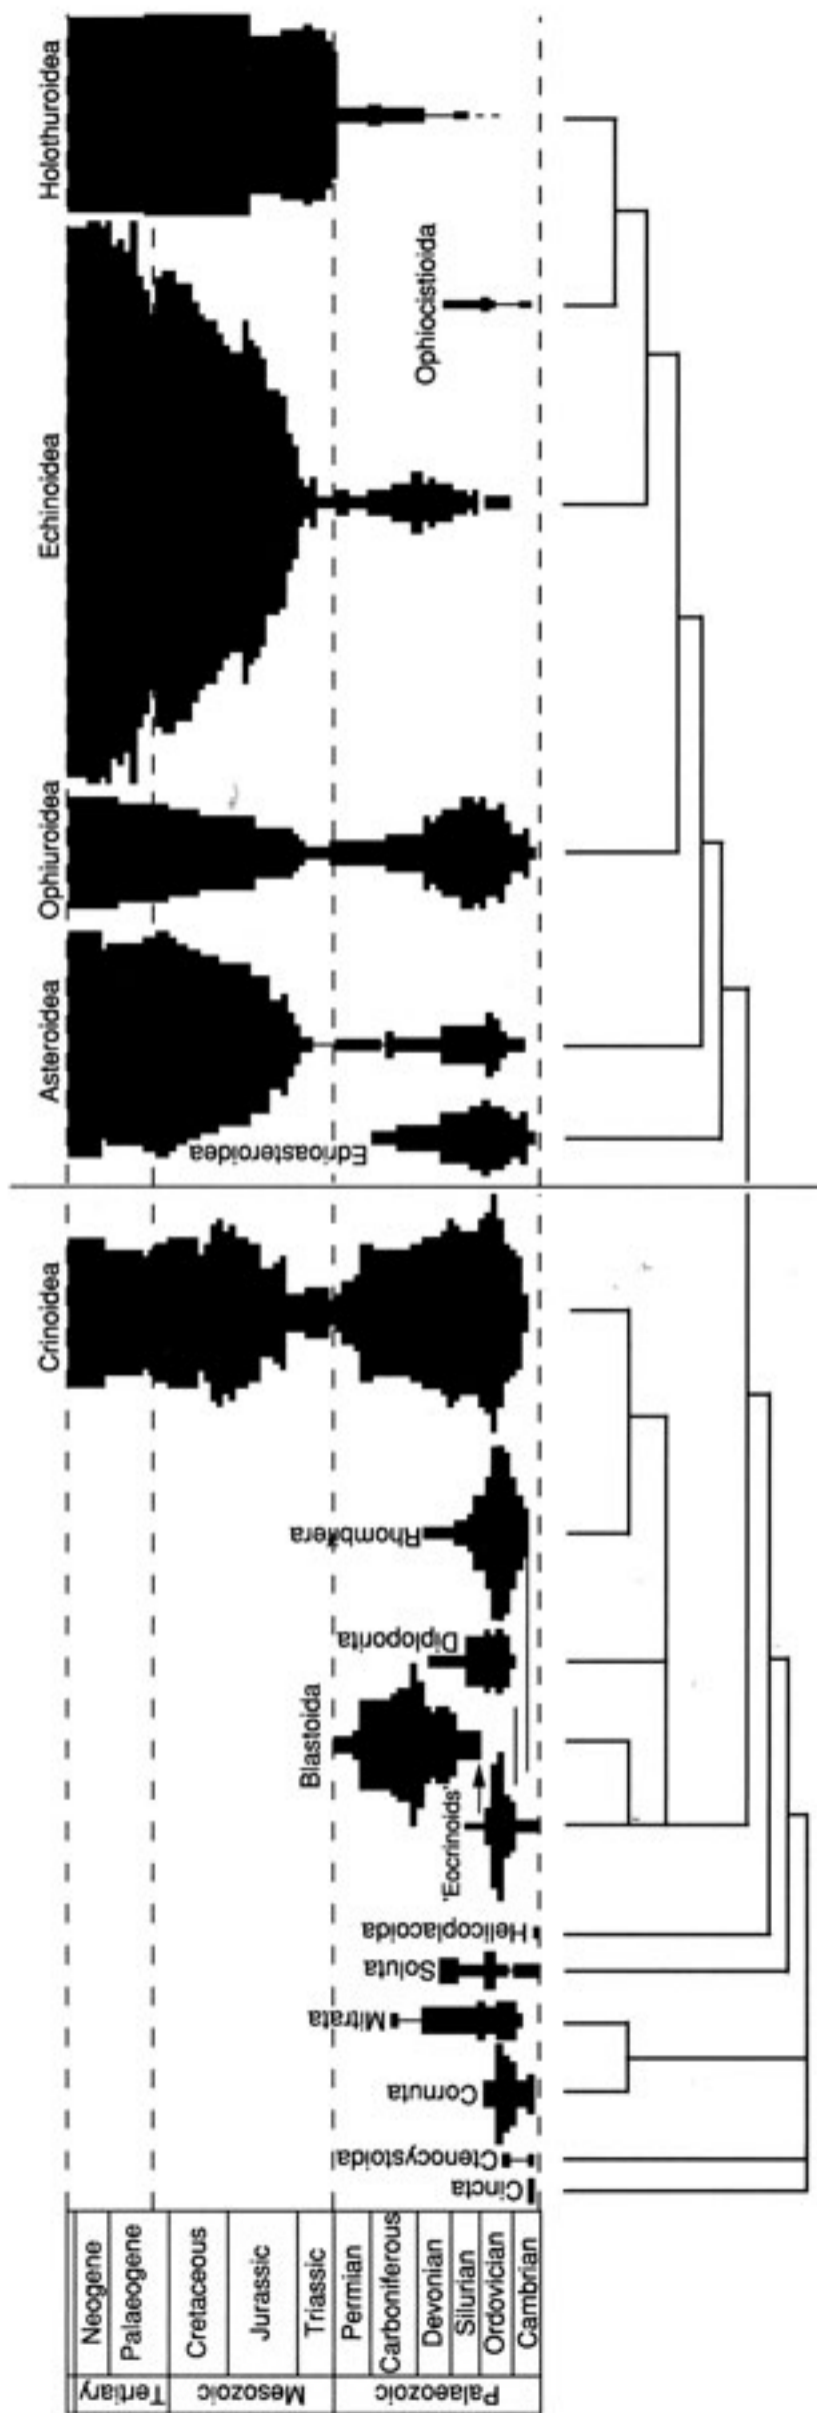 Holothuroidea
Ophiocistioida
Echinoidea
Ophiuroidea
Asteroidea
Edrioasteroidea
Crinoidea
Rhombifera
Diploporita
Blastoida
'Eocrinoids'
Helicoplacoida
Soluta
Mitrata
Cornuta
Ctenocystoida
Cincta
Neogene
Palaeogene
Cretaceous
Jurassic
Triassic
Permian
Carboniferous
Devonian
Silurian
Ordovician
Cambrian
Tertiary
Mesozoic
Palaeozoic